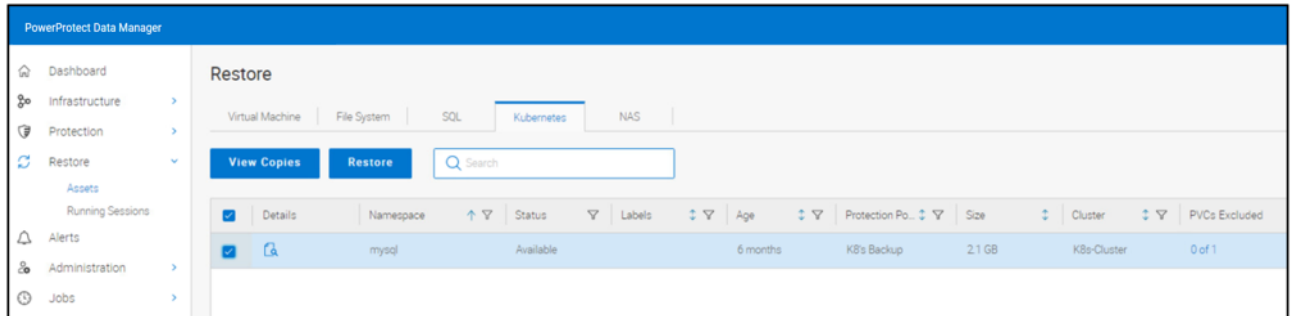 PowerProtect Data Manager
Dashboard
Infrastructure
Protection
Restore
Assets
Running Sessions
Alerts
Administration
Jobs
Restore
Virtual Machine File System SQL Kubernetes NAS
View Copies Restore Search
Details Namespace Status Labels Age Protection Po... Size Cluster PVCs Excluded
mysql Available 6 months K8's Backup 2.1 GB K8s-Cluster 0 of 1